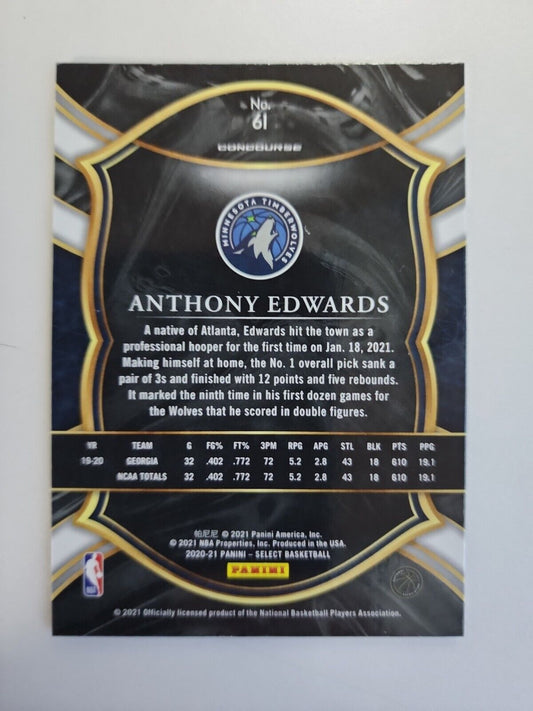 No.
61
CONCOURSE
MINNESOTA TIMBERWOLVES
ANTHONY EDWARDS
A native of Atlanta, Edwards hit the town as a
professional hooper for the first time on Jan. 18, 2021.
Making himself at home, the No. 1 overall pick sank a
pair of 3s and finished with 12 points and five rebounds.
It marked the ninth time in his first dozen games for
the Wolves that he scored in double figures.
YR TEAM G FG% FT% 3PM RPG APG STL BLK PTS PPG
19-20 GEORGIA 32 .402 .772 72 5.2 2.8 43 18 610 19.1
NCAA TOTALS 32 .402 .772 72 5.2 2.8 43 18 610 19.1
帕尼尼 © 2021 Panini America, Inc.
© 2021 NBA Properties, Inc. Produced in the USA.
2020-21 PANINI – SELECT BASKETBALL
PANINI
NBA
© 2021 Officially licensed product of the National Basketball Players Association.